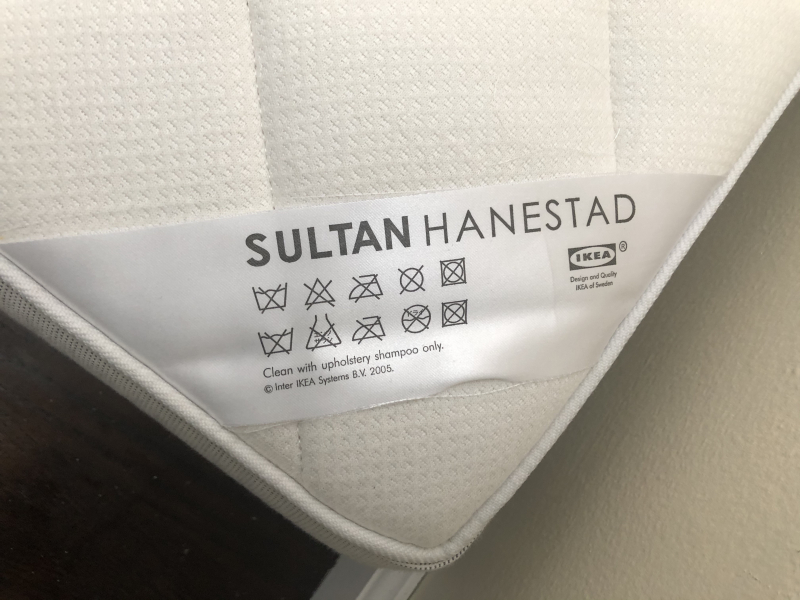 SULTAN HANESTAD
IKEA®
Design and Quality
IKEA of Sweden
Clean with upholstery shampoo only.
© Inter IKEA Systems B.V. 2005.